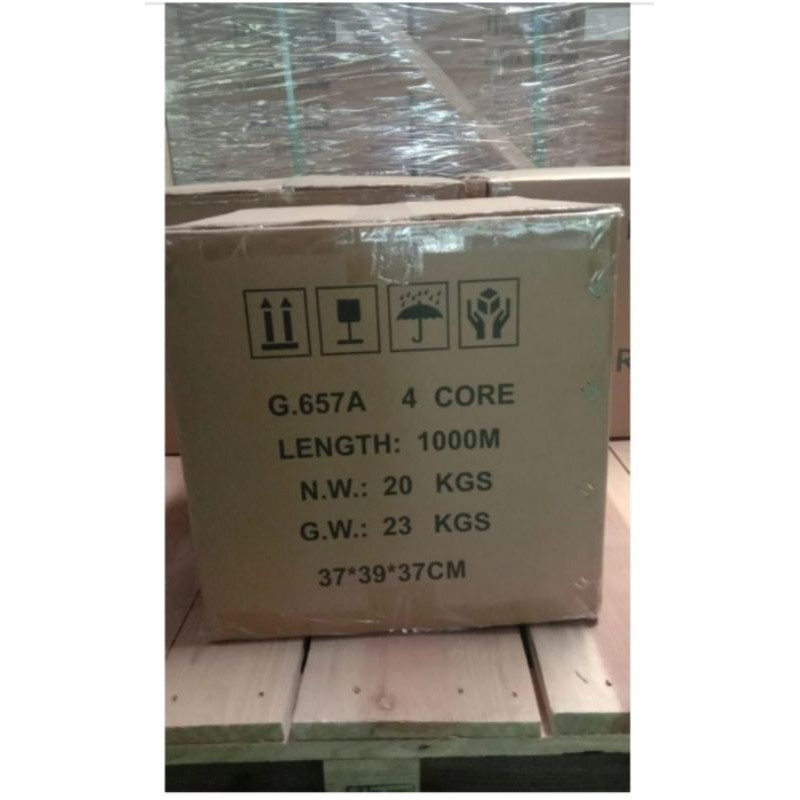 G.657A 4 CORE
LENGTH: 1000M
N.W.: 20 KGS
G.W.: 23 KGS
37*39*37CM
R